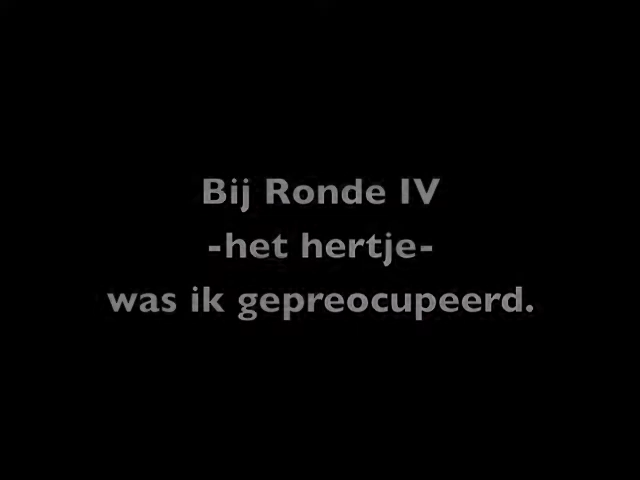 Bij Ronde IV
-het hertje-
was ik gepreocupeerd.